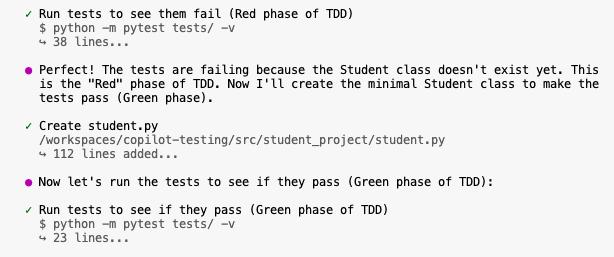 ✓ Run tests to see them fail (Red phase of TDD)
$ python -m pytest tests/ -v
↪ 38 lines...
● Perfect! The tests are failing because the Student class doesn't exist yet. This
is the "Red" phase of TDD. Now I'll create the minimal Student class to make the
tests pass (Green phase).
✓ Create student.py
/workspaces/copilot-testing/src/student_project/student.py
↪ 112 lines added...
● Now let's run the tests to see if they pass (Green phase of TDD):
✓ Run tests to see if they pass (Green phase of TDD)
$ python -m pytest tests/ -v
↪ 23 lines...